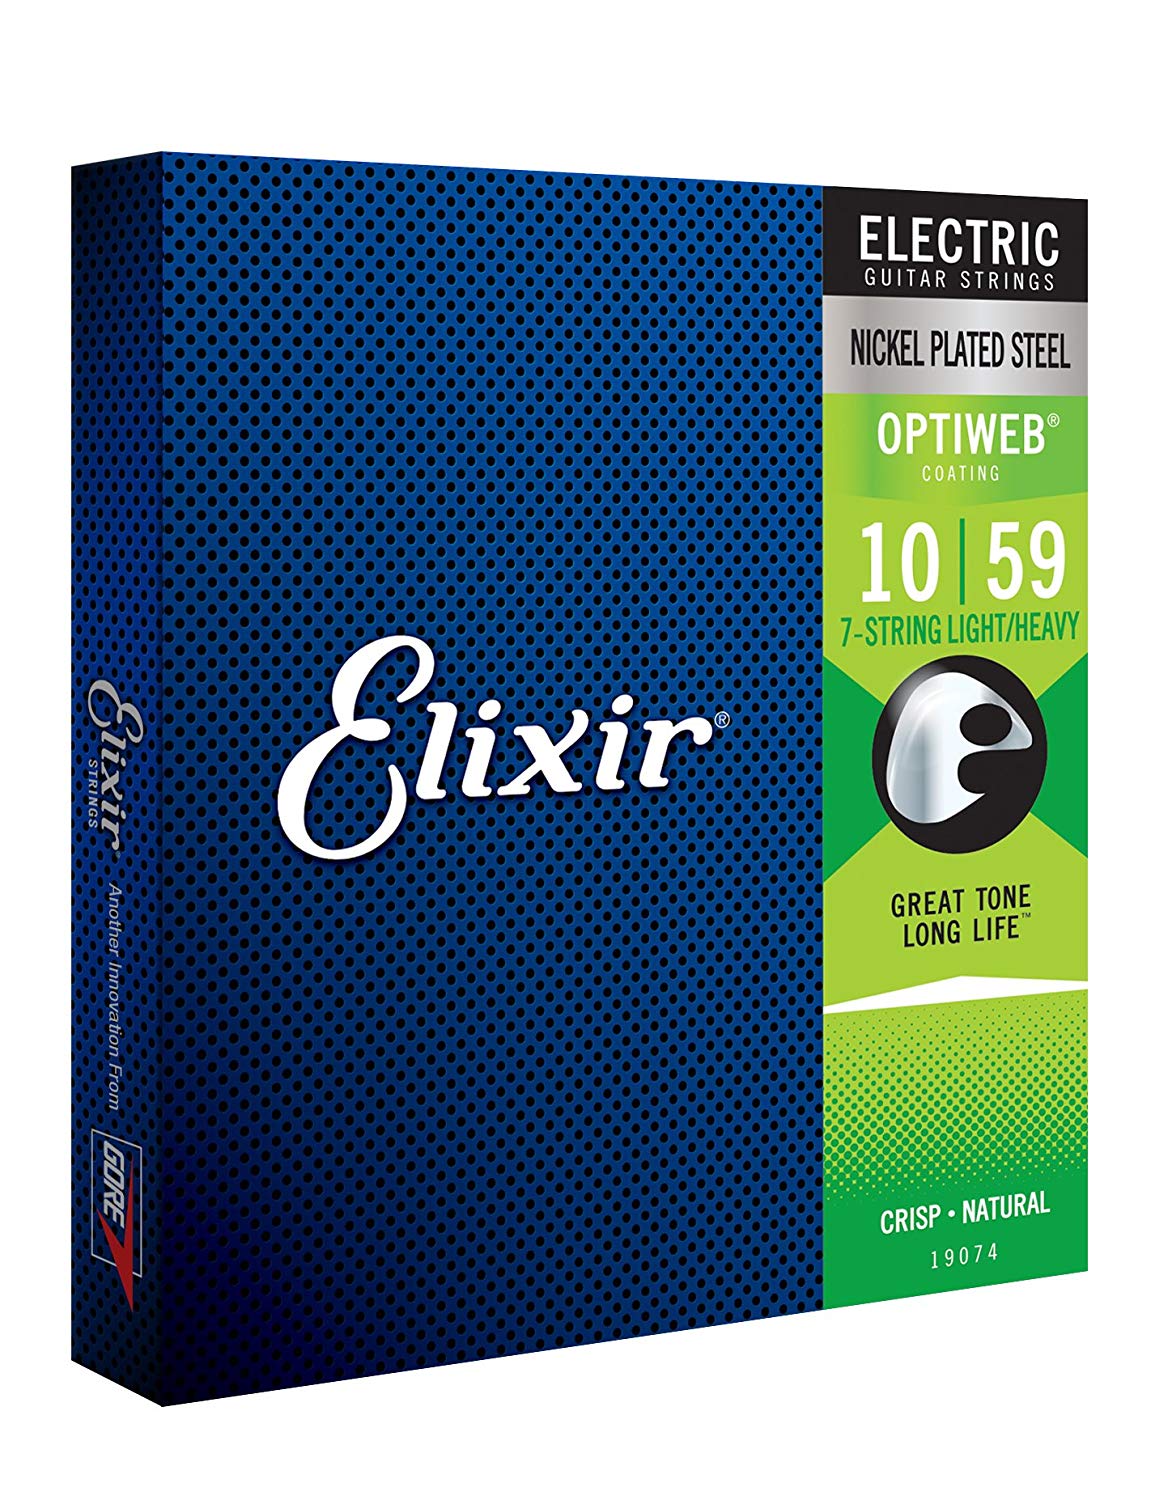 ELECTRIC
GUITAR STRINGS
NICKEL PLATED STEEL
OPTIWEB®
COATING
10 | 59
7-STRING LIGHT/HEAVY
Elixir®
GREAT TONE
LONG LIFE™
CRISP • NATURAL
19074
Elixir®
STRINGS
Another Innovation From
GORE